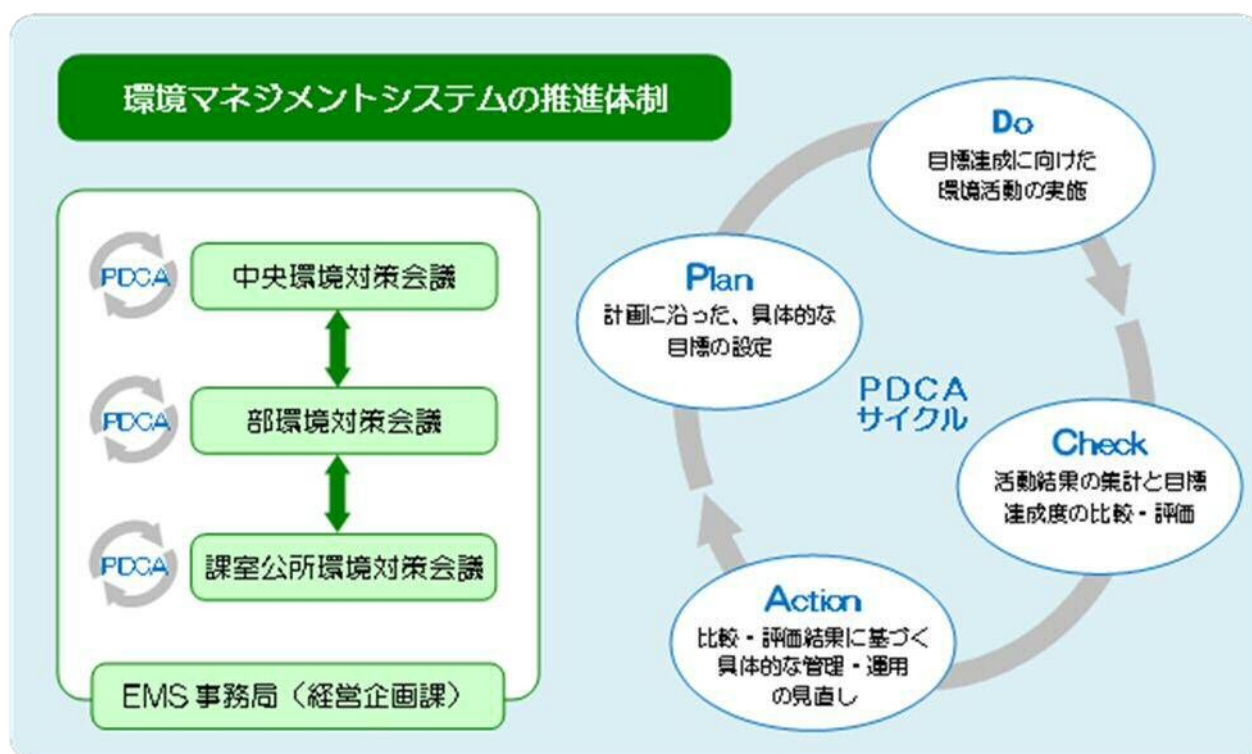 環境マネジメントシステムの推進体制
PDCA
中央環境対策会議
PDCA
部環境対策会議
PDCA
課室公所環境対策会議
EMS 事務局（経営企画課）
Do
目標達成に向けた
環境活動の実施
Plan
計画に沿った、具体的な
目標の設定
PDCA
サイクル
Check
活動結果の集計と目標
達成度の比較・評価
Action
比較・評価結果に基づく
具体的な管理・運用
の見直し